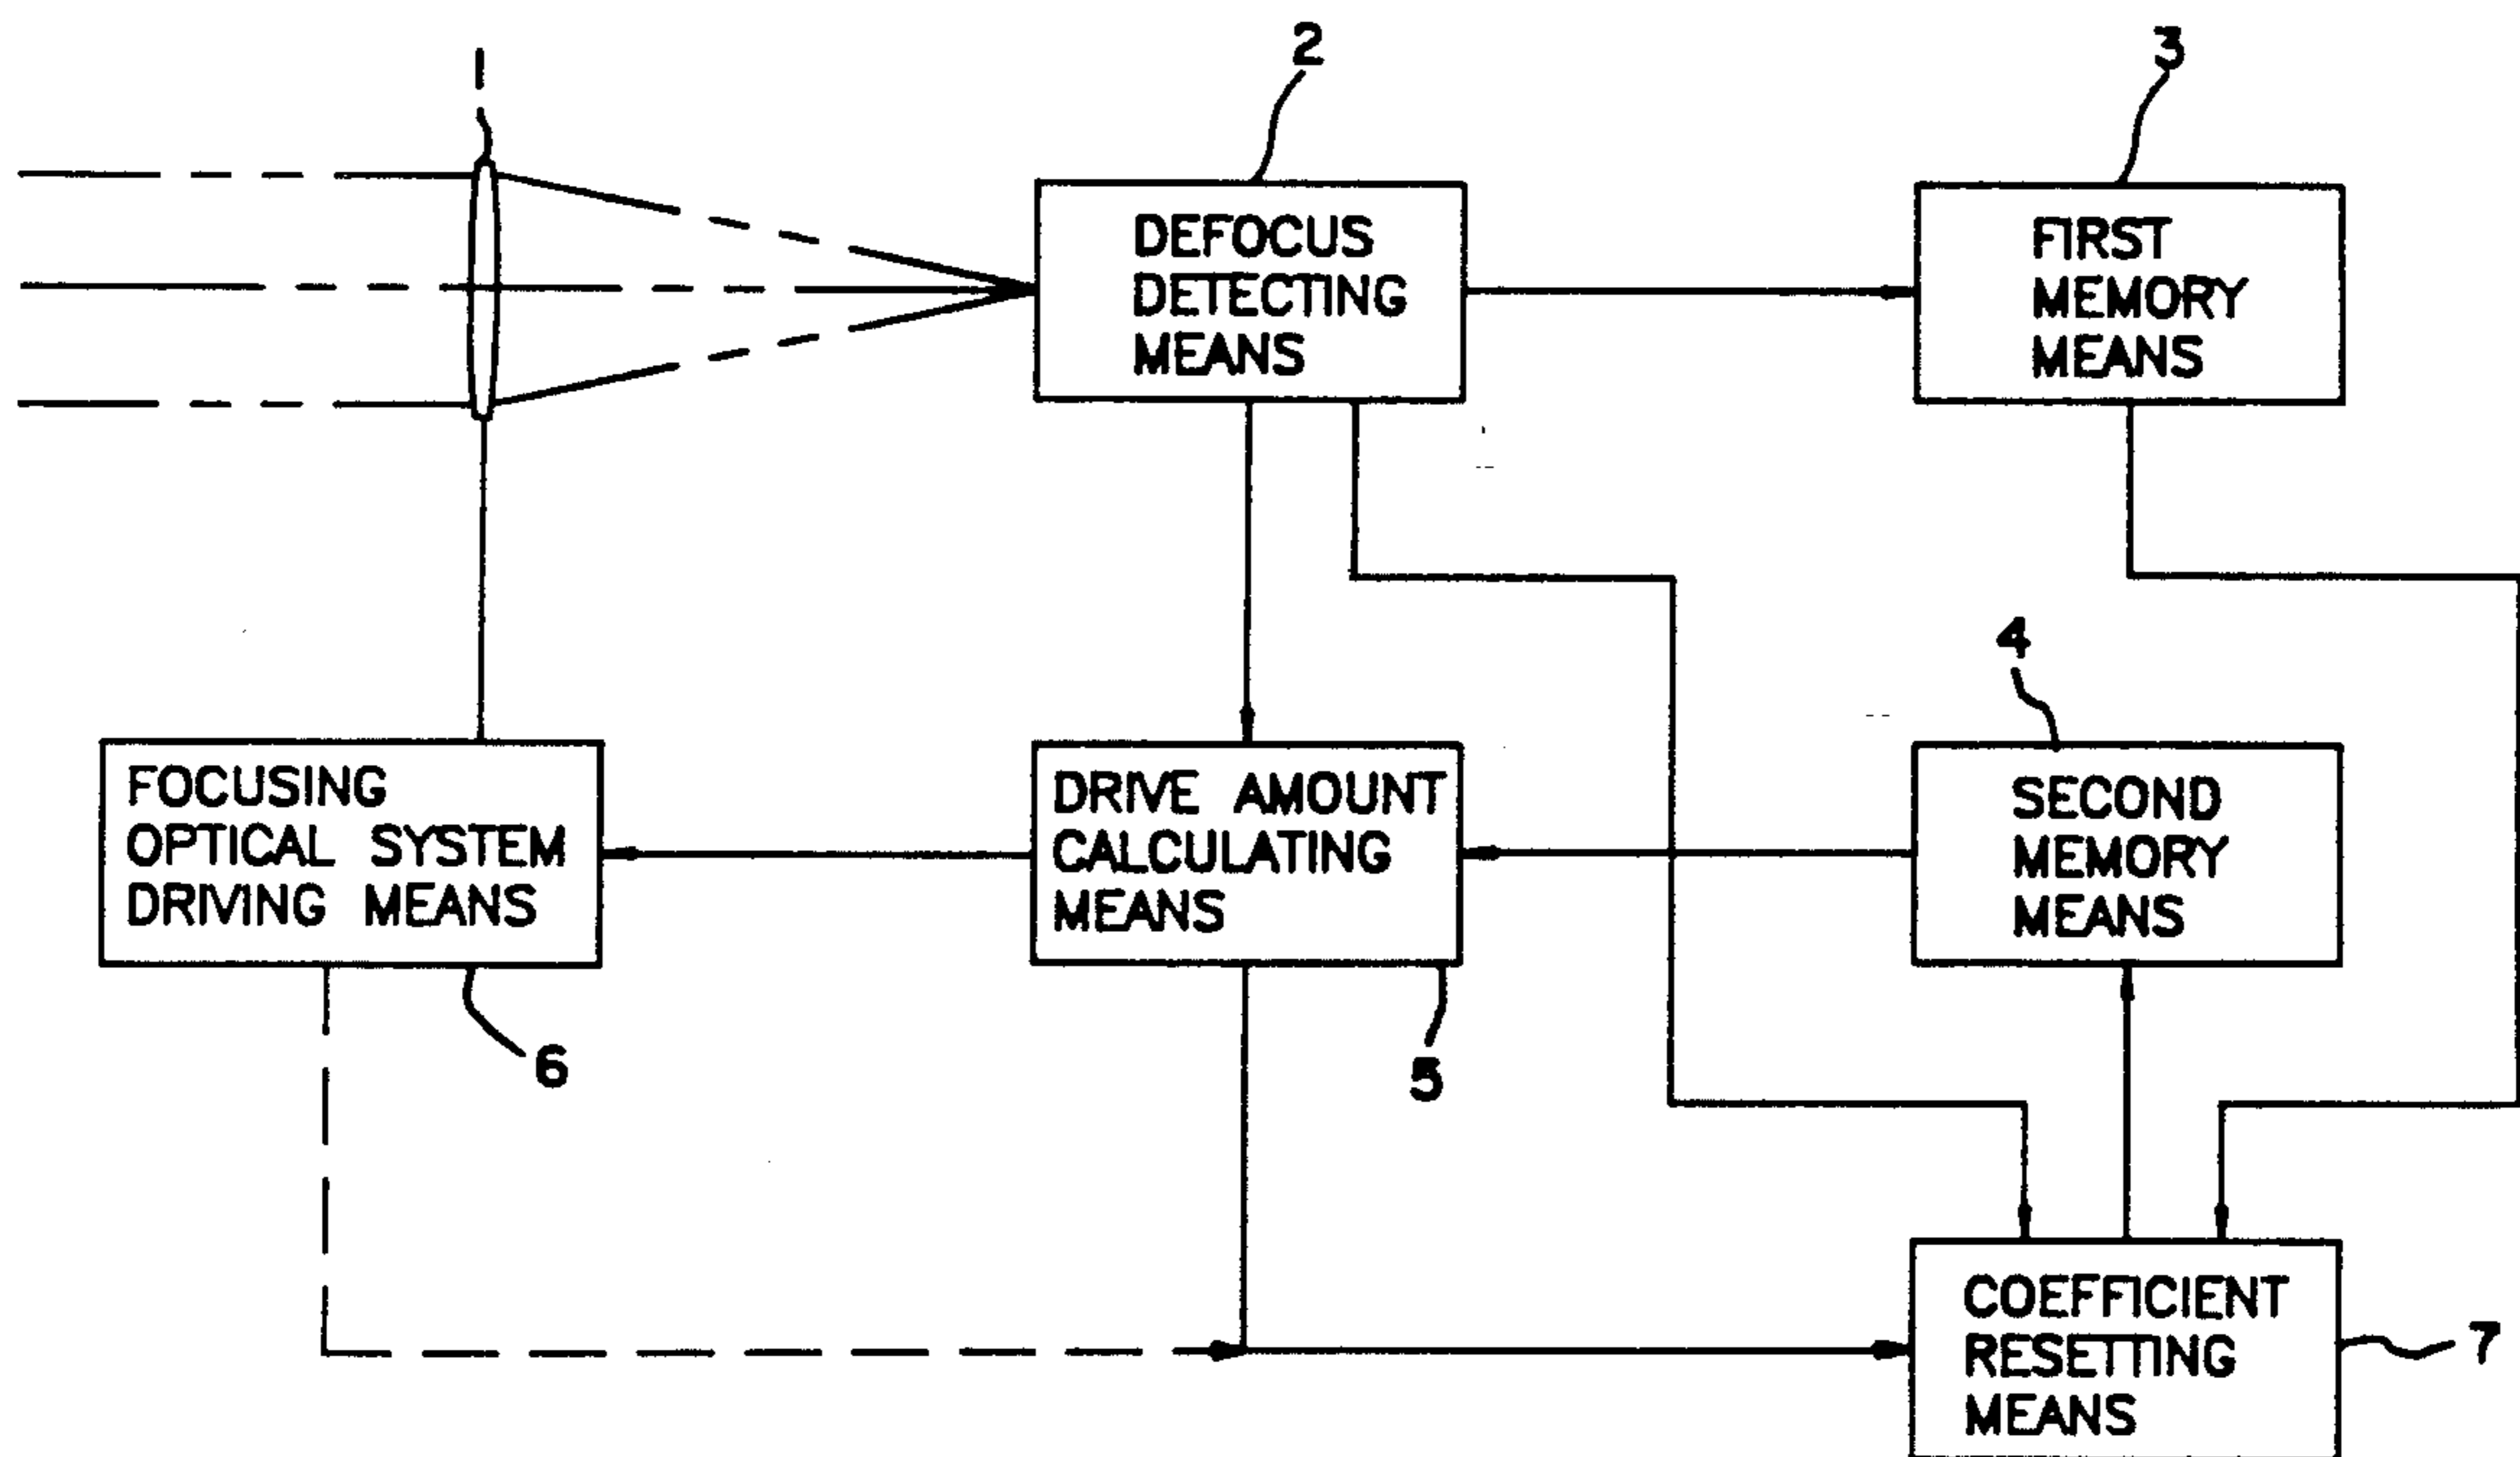 2
3
DEFOCUS
DETECTING
MEANS
FIRST
MEMORY
MEANS
4
FOCUSING
OPTICAL SYSTEM
DRIVING MEANS
DRIVE AMOUNT
CALCULATING
MEANS
SECOND
MEMORY
MEANS
6
5
COEFFICIENT
RESETTING
MEANS
7